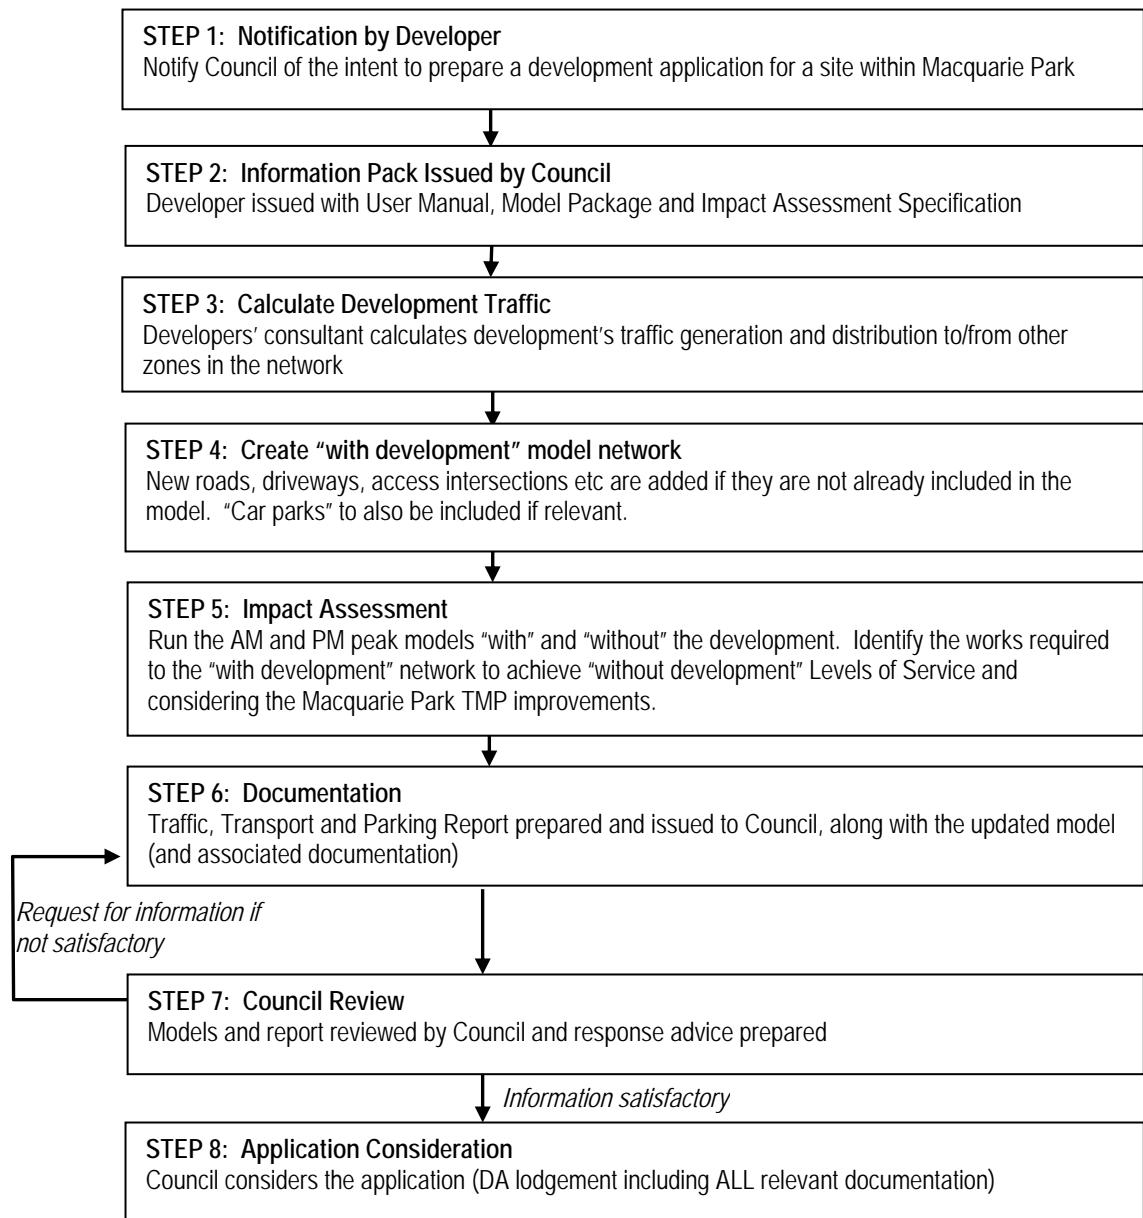 STEP 1: Notification by Developer
Notify Council of the intent to prepare a development application for a site within Macquarie Park
STEP 2: Information Pack Issued by Council
Developer issued with User Manual, Model Package and Impact Assessment Specification
STEP 3: Calculate Development Traffic
Developers’ consultant calculates development’s traffic generation and distribution to/from other
zones in the network
STEP 4: Create “with development” model network
New roads, driveways, access intersections etc are added if they are not already included in the
model. “Car parks” to also be included if relevant.
STEP 5: Impact Assessment
Run the AM and PM peak models “with” and “without” the development. Identify the works required
to the “with development” network to achieve “without development” Levels of Service and
considering the Macquarie Park TMP improvements.
STEP 6: Documentation
Traffic, Transport and Parking Report prepared and issued to Council, along with the updated model
(and associated documentation)
Request for information if
not satisfactory
STEP 7: Council Review
Models and report reviewed by Council and response advice prepared
Information satisfactory
STEP 8: Application Consideration
Council considers the application (DA lodgement including ALL relevant documentation)